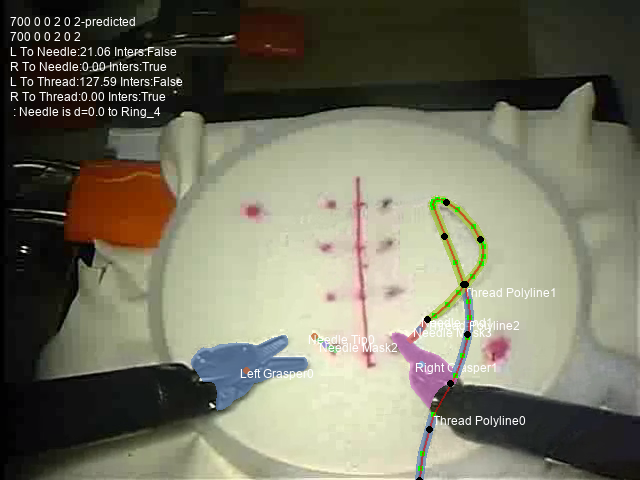 700 0 0 2 0 2-predicted
700 0 0 2 0 2
L To Needle:21.06 Inters:False
R To Needle:0.00 Inters:True
L To Thread:127.59 Inters:False
R To Thread:0.00 Inters:True
: Needle is d=0.0 to Ring_4
Thread Polyline1
Thread Polyline2
Needle Mask3
Needle Tip0
Needle Mask2
Right Grasper1
Left Grasper0
Thread Polyline0